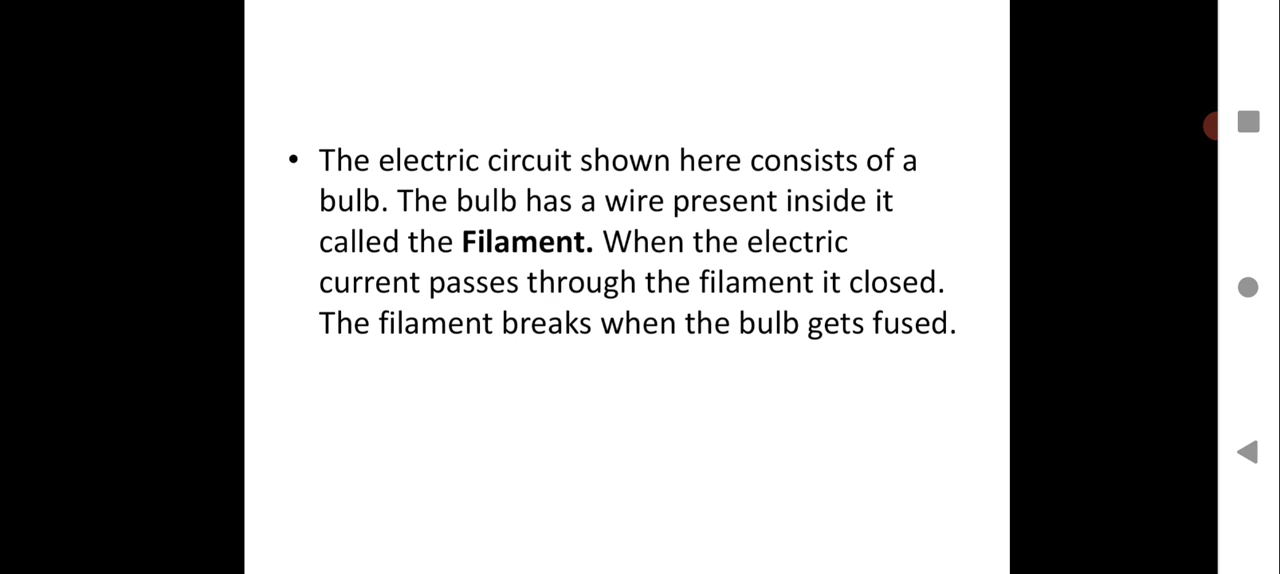 • The electric circuit shown here consists of a
bulb. The bulb has a wire present inside it
called the Filament. When the electric
current passes through the filament it closed.
The filament breaks when the bulb gets fused.